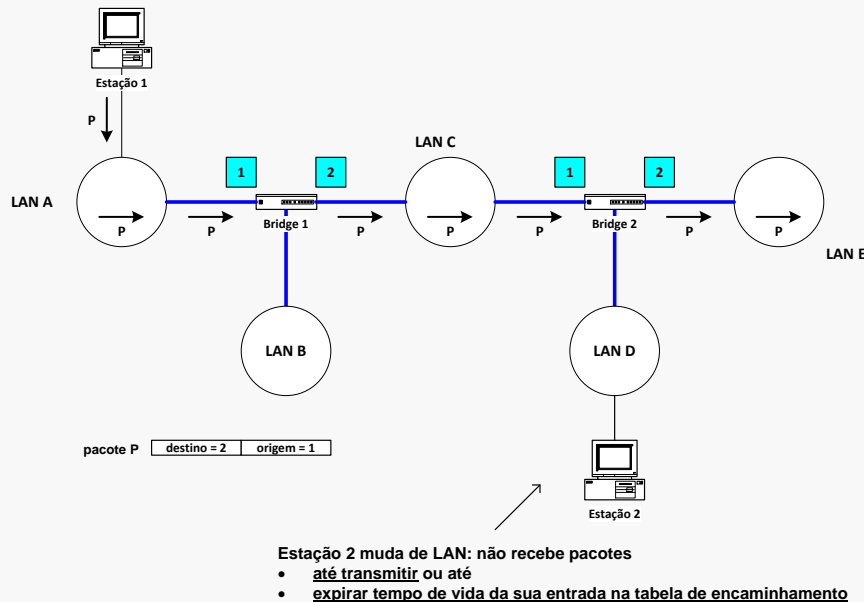 Estação 1
P
LAN C
1
2
1
2
LAN A
P
P
Bridge 1
P
P
P
Bridge 2
P
P
LAN E
LAN B
LAN D
pacote P
destino = 2
origem = 1
Estação 2
Estação 2 muda de LAN: não recebe pacotes
• até transmitir ou até
• expirar tempo de vida da sua entrada na tabela de encaminhamento